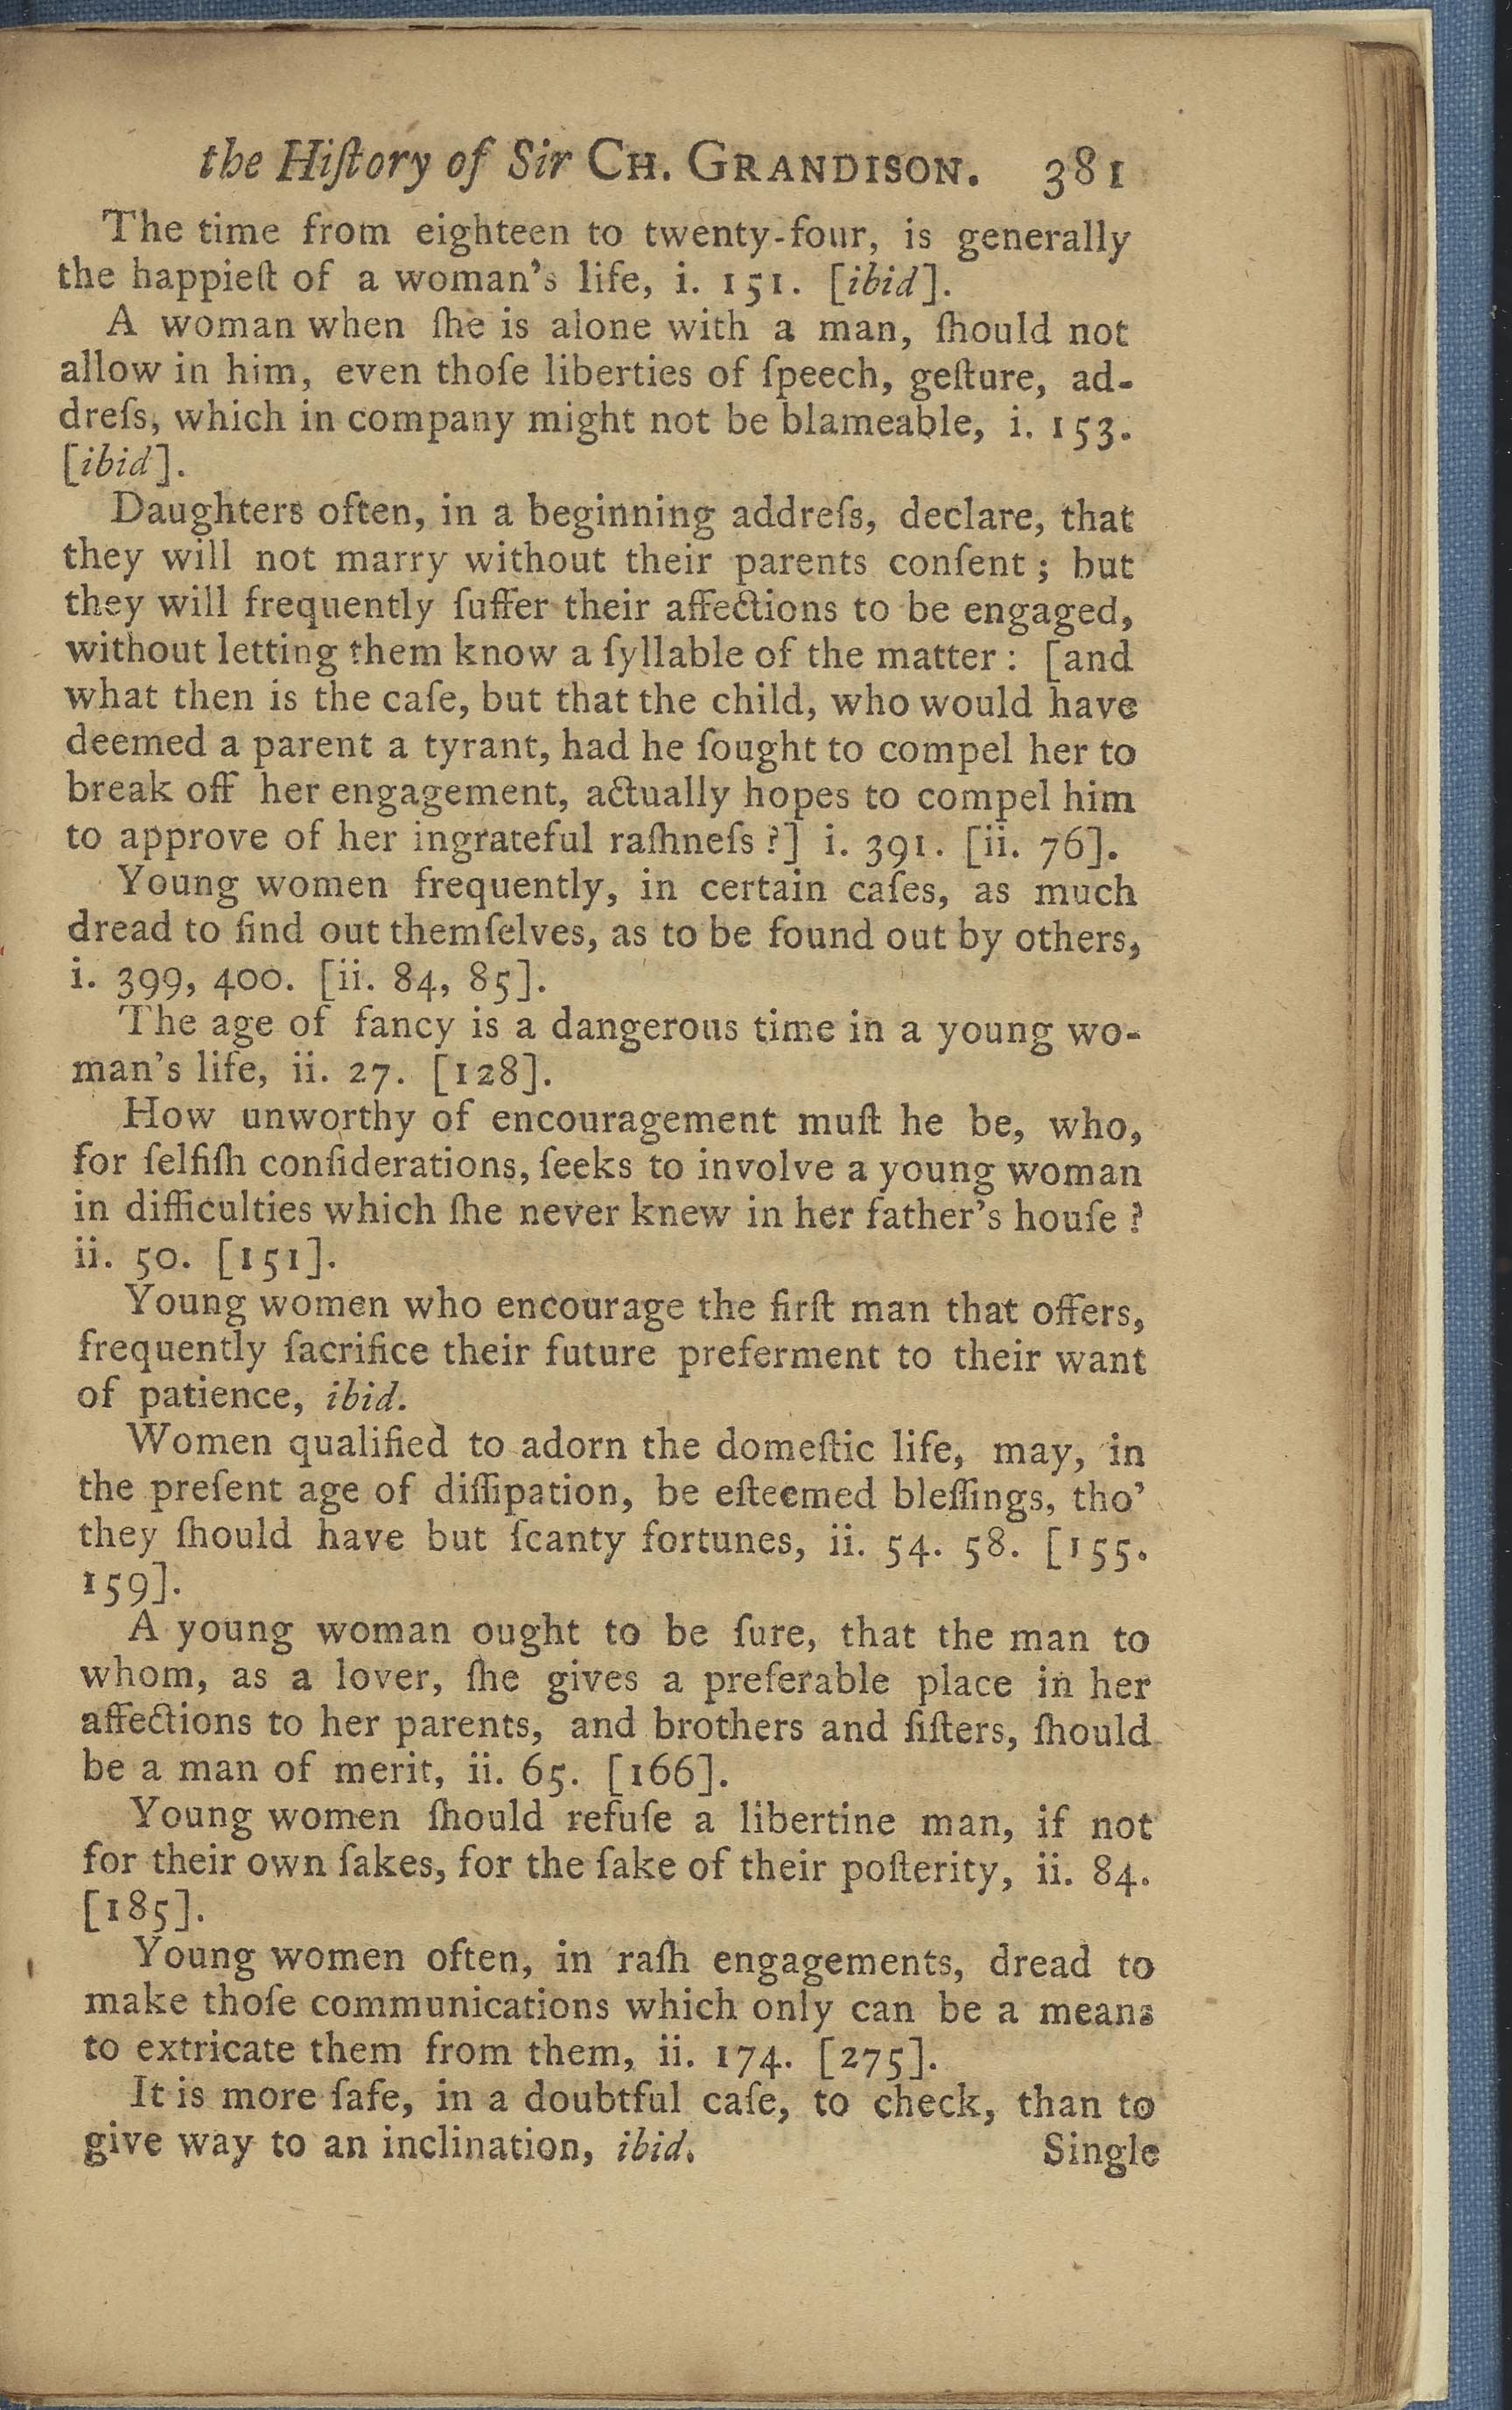 the Hiſtory of Sir CH. GRANDISON. 381
The time from eighteen to twenty-four, is generally
the happieſt of a woman's life, i. 151. [ibid].
A woman when ſhe is alone with a man, ſhould not
allow in him, even thoſe liberties of ſpeech, geſture, ad-
dreſs, which in company might not be blameable, i. 153.
[ibid].
Daughters often, in a beginning addreſs, declare, that
they will not marry without their parents conſent; but
they will frequently ſuffer their affections to be engaged,
without letting them know a ſyllable of the matter: [and
what then is the caſe, but that the child, who would have
deemed a parent a tyrant, had he ſought to compel her to
break off her engagement, actually hopes to compel him
to approve of her ingrateful raſhneſs?] i. 391. [ii. 76].
Young women frequently, in certain caſes, as much
dread to find out themſelves, as to be found out by others,
i. 399, 400. [ii. 84, 85].
The age of fancy is a dangerous time in a young wo-
man's life, ii. 27. [128].
How unworthy of encouragement muſt he be, who,
for ſelfiſh conſiderations, ſeeks to involve a young woman
in difficulties which ſhe never knew in her father's houſe?
ii. 50. [151].
Young women who encourage the firſt man that offers,
frequently ſacrifice their future preferment to their want
of patience, ibid.
Women qualified to adorn the domeſtic life, may, in
the preſent age of diſſipation, be eſteemed bleſſings, tho'
they ſhould have but ſcanty fortunes, ii. 54. 58. [155.
159].
A young woman ought to be ſure, that the man to
whom, as a lover, ſhe gives a preferable place in her
affections to her parents, and brothers and ſiſters, ſhould
be a man of merit, ii. 65. [166].
Young women ſhould refuſe a libertine man, if not
for their own ſakes, for the ſake of their poſterity, ii. 84.
[185].
Young women often, in raſh engagements, dread to
make thoſe communications which only can be a means
to extricate them from them, ii. 174. [275].
It is more ſafe, in a doubtful caſe, to check, than to
give way to an inclination, ibid. Single